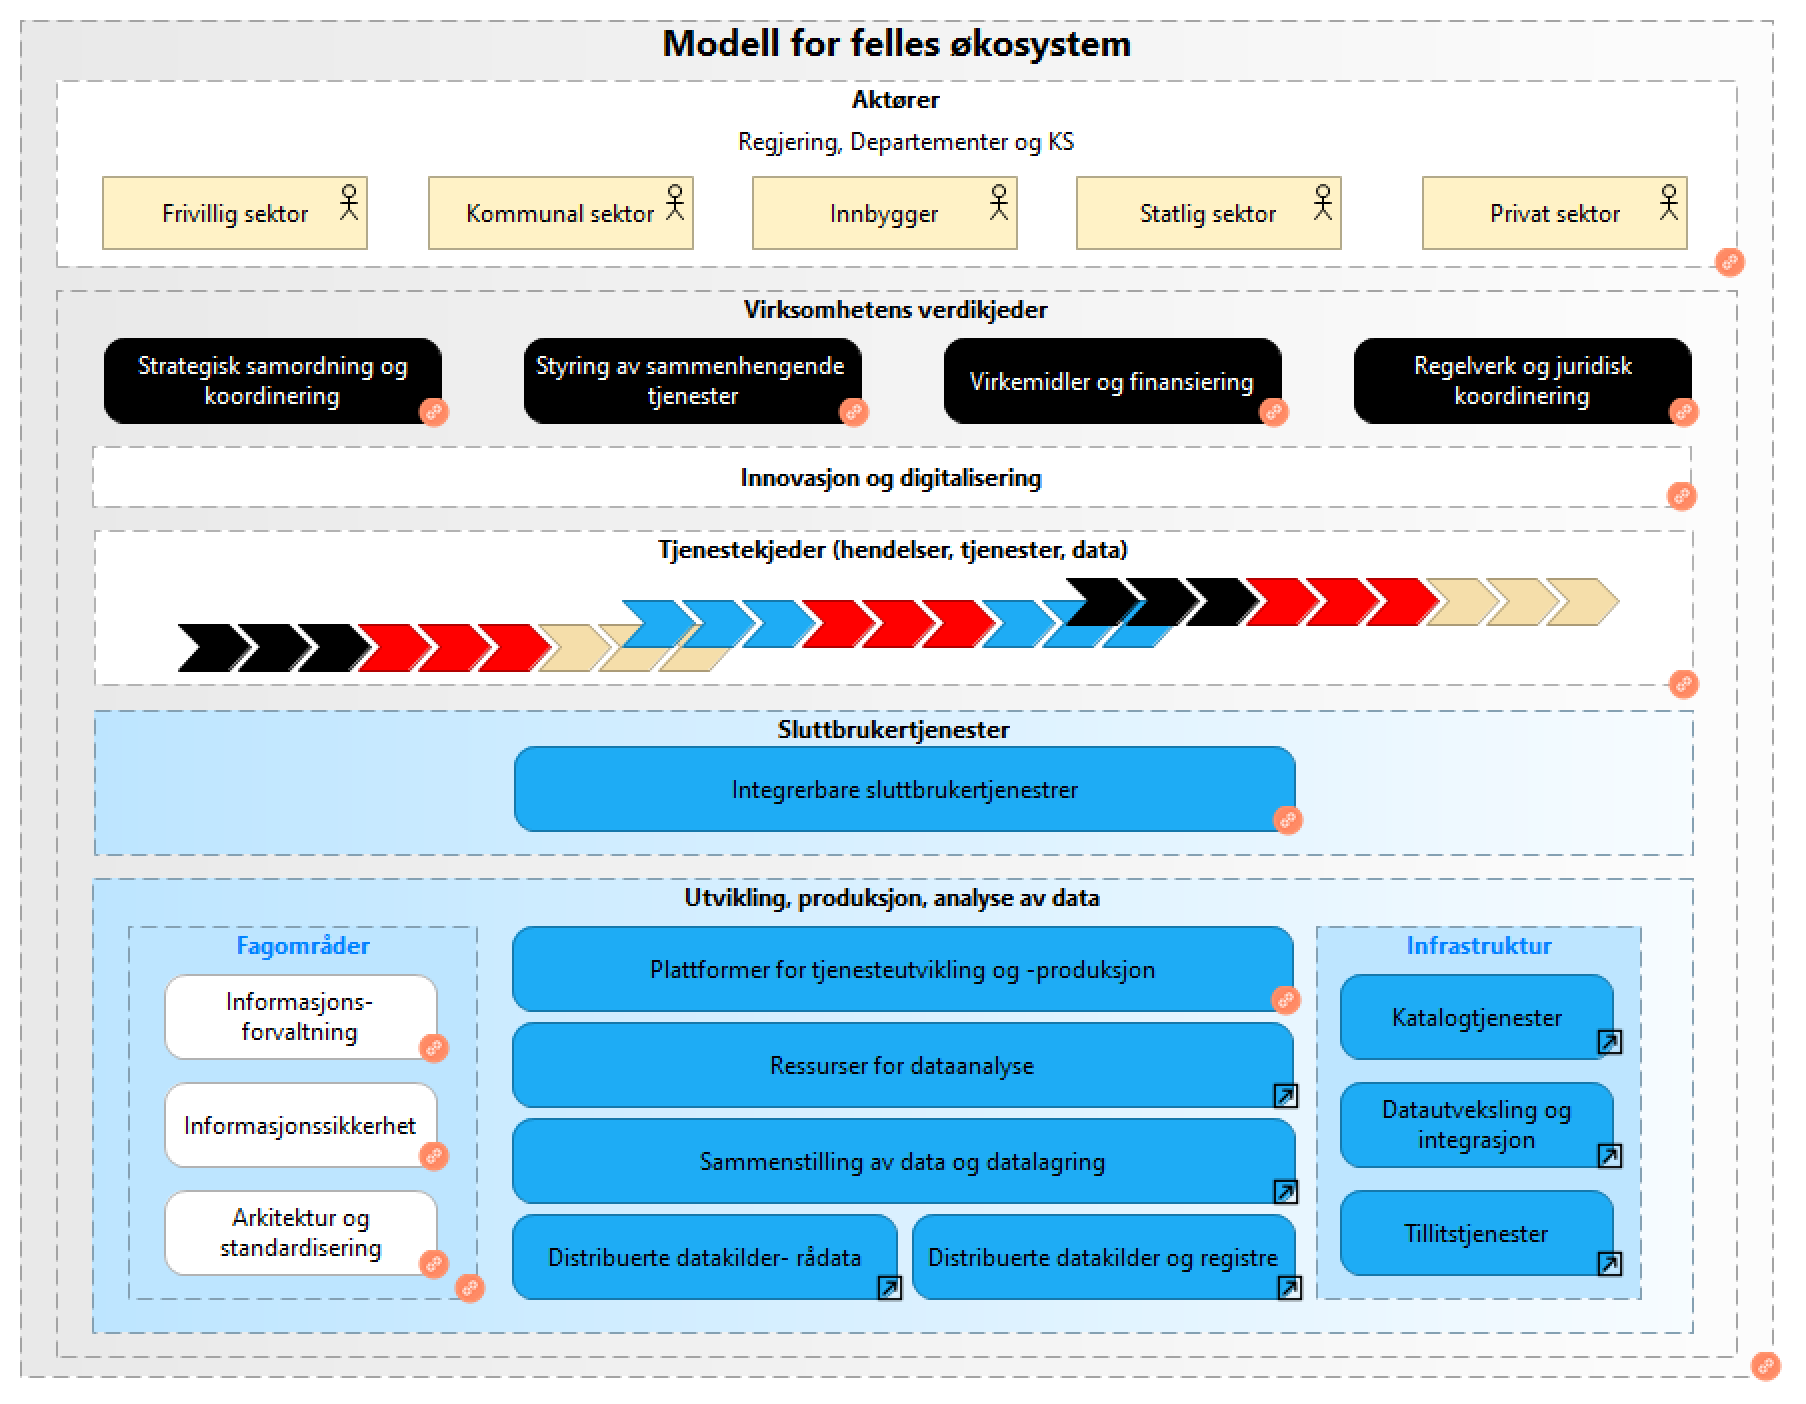 Modell for felles økosystem
Aktører
Regjering, Departementer og KS
Frivillig sektor
Kommunal sektor
Innbygger
Statlig sektor
Privat sektor
Virksomhetens verdikjeder
Strategisk samordning og
koordinering
Styring av sammenhengende
tjenester
Virkemidler og finansiering
Regelverk og juridisk
koordinering
Innovasjon og digitalisering
Tjenestekjeder (hendelser, tjenester, data)
Sluttbrukertjenester
Integrerbare sluttbrukertjenestrer
Utvikling, produksjon, analyse av data
Fagområder
Informasjons-
forvaltning
Informasjonssikkerhet
Arkitektur og
standardisering
Plattformer for tjenesteutvikling og -produksjon
Ressurser for dataanalyse
Sammenstilling av data og datalagring
Distribuerte datakilder- rådata
Distribuerte datakilder og registre
Infrastruktur
Katalogtjenester
Datautveksling og
integrasjon
Tillitstjenester